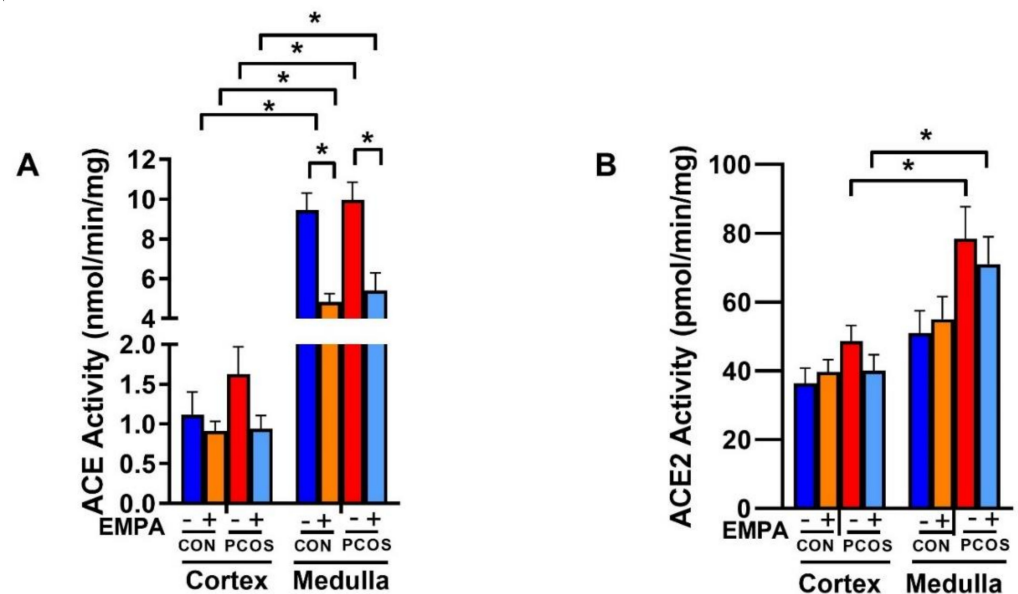 A
ACE Activity (nmol/min/mg)
* * * *
* *
12
10
8
6
4
2.0
1.5
1.0
0.5
0.0
EMPA - + - + - + - +
CON PCOS CON PCOS
Cortex Medulla
B
ACE2 Activity (pmol/min/mg)
* *
100
80
60
40
20
0
EMPA - + - + - + - +
CON PCOS CON PCOS
Cortex Medulla